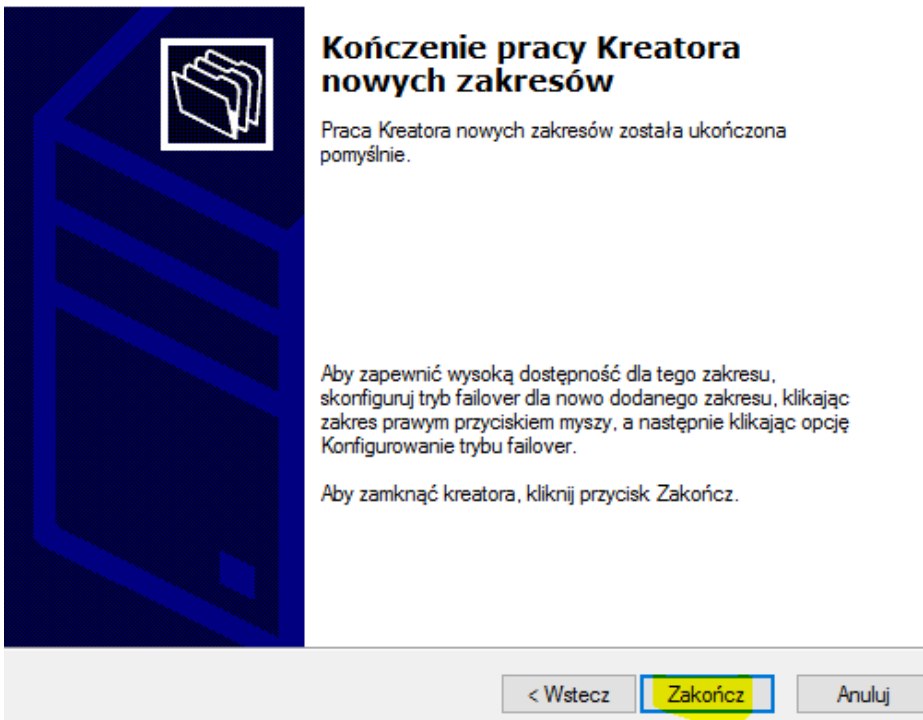 Kończenie pracy Kreatora
nowych zakresów
Praca Kreatora nowych zakresów została ukończona
pomyślnie.
Aby zapewnić wysoką dostępność dla tego zakresu,
skonfiguruj tryb failover dla nowo dodanego zakresu, klikając
zakres prawym przyciskiem myszy, a następnie klikając opcję
Konfigurowanie trybu failover.
Aby zamknąć kreatora, kliknij przycisk Zakończ.
< Wstecz Zakończ Anuluj